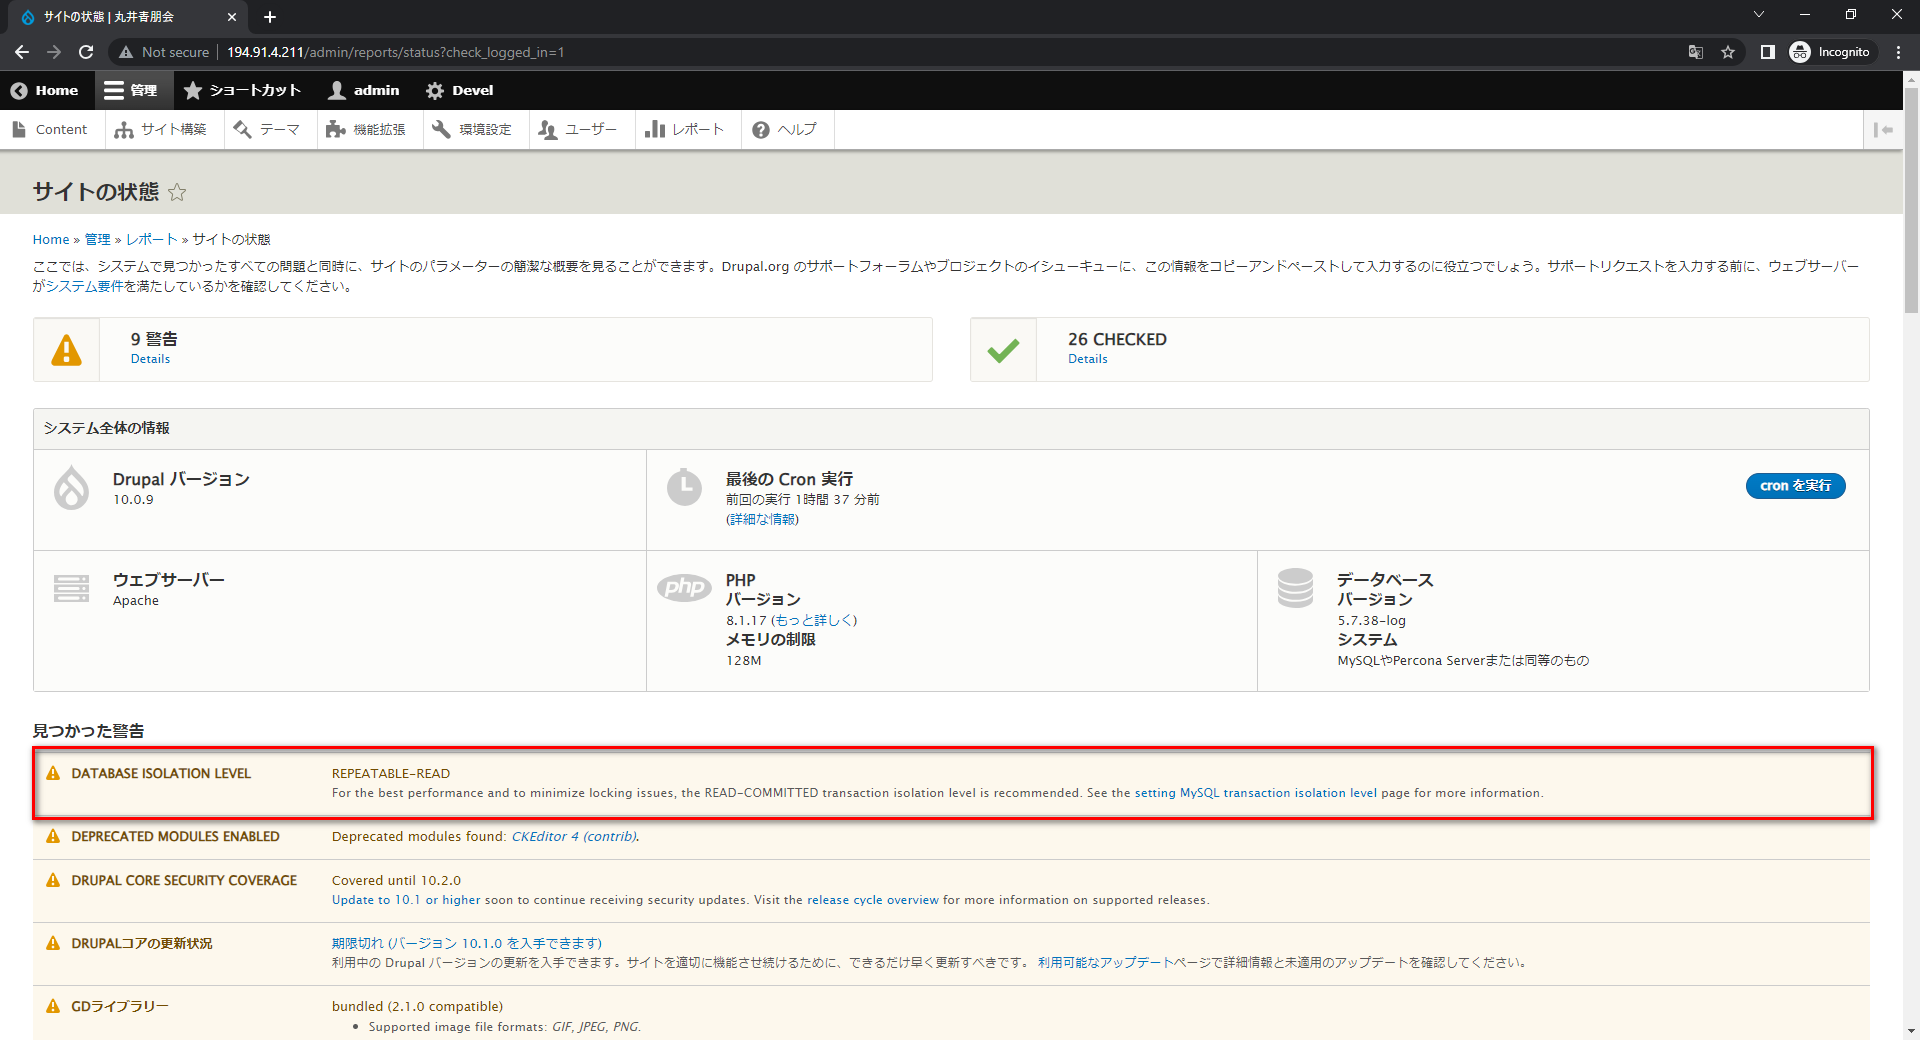 サイトの状態 | 丸井青朋会
Not secure 194.91.4.211/admin/reports/status?check_logged_in=1 Incognito
Home 管理 ショートカット admin Devel
Content サイト構築 テーマ 機能拡張 環境設定 ユーザー レポート ヘルプ
サイトの状態
Home » 管理 » レポート » サイトの状態
ここでは、システムで見つかったすべての問題と同時に、サイトのパラメーターの簡潔な概要を見ることができます。Drupal.org のサポートフォーラムやプロジェクトのイシューキューに、この情報をコピーアンドペーストして入力するのに役立つでしょう。サポートリクエストを入力する前に、ウェブサーバー
がシステム要件を満たしているかを確認してください。
9 警告
Details
26 CHECKED
Details
システム全体の情報
Drupal バージョン
10.0.9
最後の Cron 実行
前回の実行 1時間 37 分前
(詳細な情報)
cron を実行
ウェブサーバー
Apache
PHP
バージョン
8.1.17 (もっと詳しく)
メモリの制限
128M
php
データベース
バージョン
5.7.38-log
システム
MySQLやPercona Serverまたは同等のもの
見つかった警告
DATABASE ISOLATION LEVEL REPEATABLE-READ
For the best performance and to minimize locking issues, the READ-COMMITTED transaction isolation level is recommended. See the setting MySQL transaction isolation level page for more information.
DEPRECATED MODULES ENABLED Deprecated modules found: CKEditor 4 (contrib).
DRUPAL CORE SECURITY COVERAGE Covered until 10.2.0
Update to 10.1 or higher soon to continue receiving security updates. Visit the release cycle overview for more information on supported releases.
DRUPALコアの更新状況 期限切れ (バージョン 10.1.0 を入手できます)
利用中の Drupal バージョンの更新を入手できます。サイトを適切に機能させ続けるために、できるだけ早く更新すべきです。 利用可能なアップデートページで詳細情報と未適用のアップデートを確認してください。
GDライブラリー bundled (2.1.0 compatible)
• Supported image file formats: GIF, JPEG, PNG.